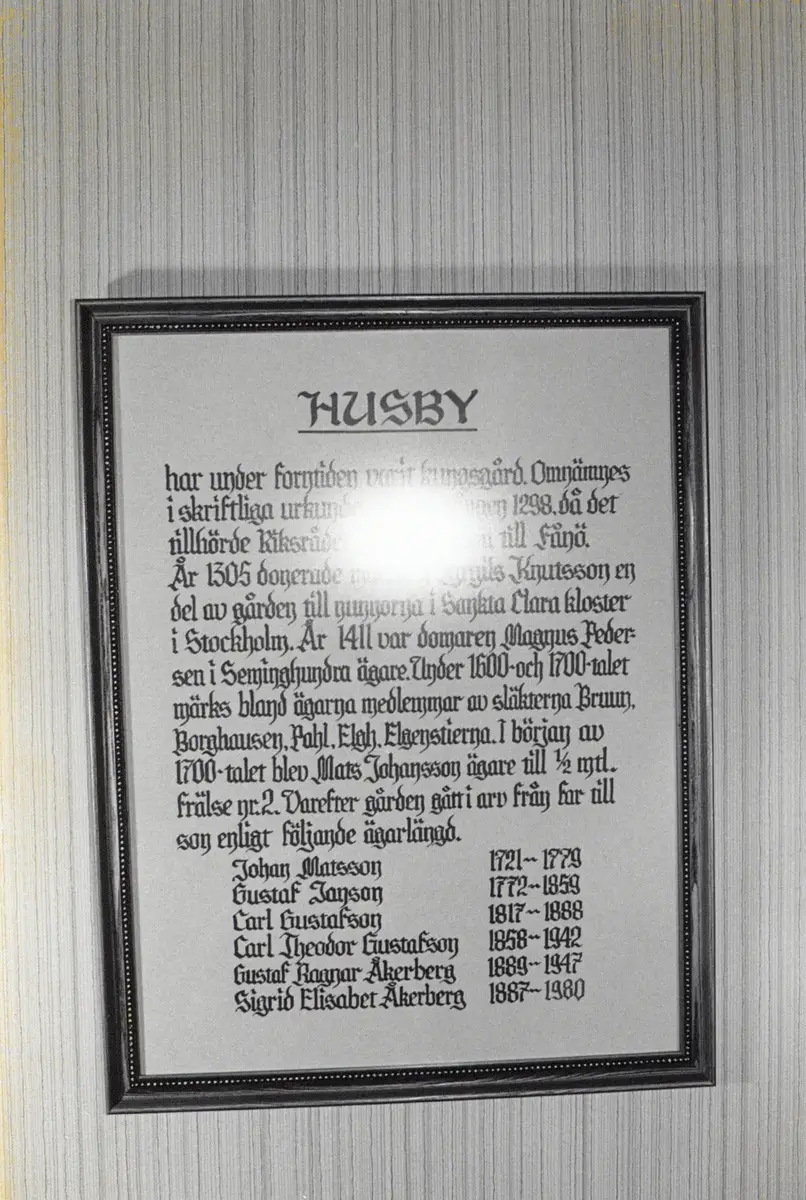 HUSBY
har under forntiden varit kungsgård. Omnämnes
i skriftliga 1298. då det
tillhörde till Fånö.
År 1305 donerade Knutsson en
del av gården till nunnorna i Sankta Clara kloster
i Stockholm. År 1411 var domaren Magnus Peder-
sen i Seminghundra ägare. Under 1600-och 1700-talet
märks bland ägarna medlemmar av släkterna Bruun,
Borghausen, Pahl, Elgh, Elgenstierna. I början av
1700-talet blev Mats Johansson ägare till ½ mtl.
frälse nr. 2. Varefter gården gått i arv från far till
son enligt följande ägarlängd.
Johan Matsson 1721-1779
Gustaf Janson 1772-1859
Carl Gustafson 1817-1888
Carl Theodor Gustafson 1858-1942
Gustaf Ragnar Åkerberg 1889-1947
Sigrid Elisabet Åkerberg 1887-1980